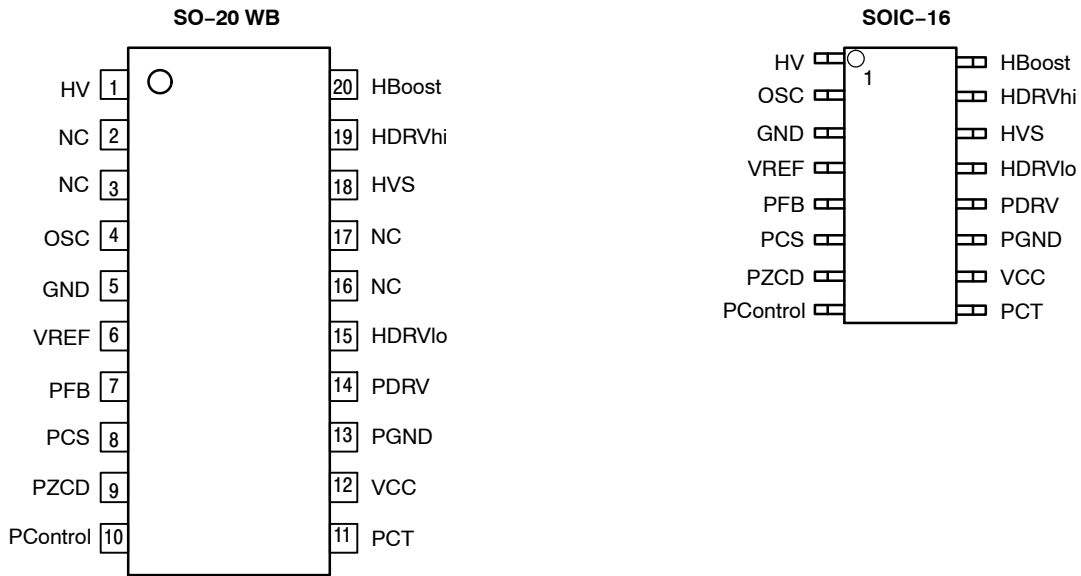 SO−20 WB
HV 1
NC 2
NC 3
OSC 4
GND 5
VREF 6
PFB 7
PCS 8
PZCD 9
PControl 10
20 HBoost
19 HDRVhi
18 HVS
17 NC
16 NC
15 HDRVlo
14 PDRV
13 PGND
12 VCC
11 PCT
SOIC−16
1
HV
OSC
GND
VREF
PFB
PCS
PZCD
PControl
HBoost
HDRVhi
HVS
HDRVlo
PDRV
PGND
VCC
PCT